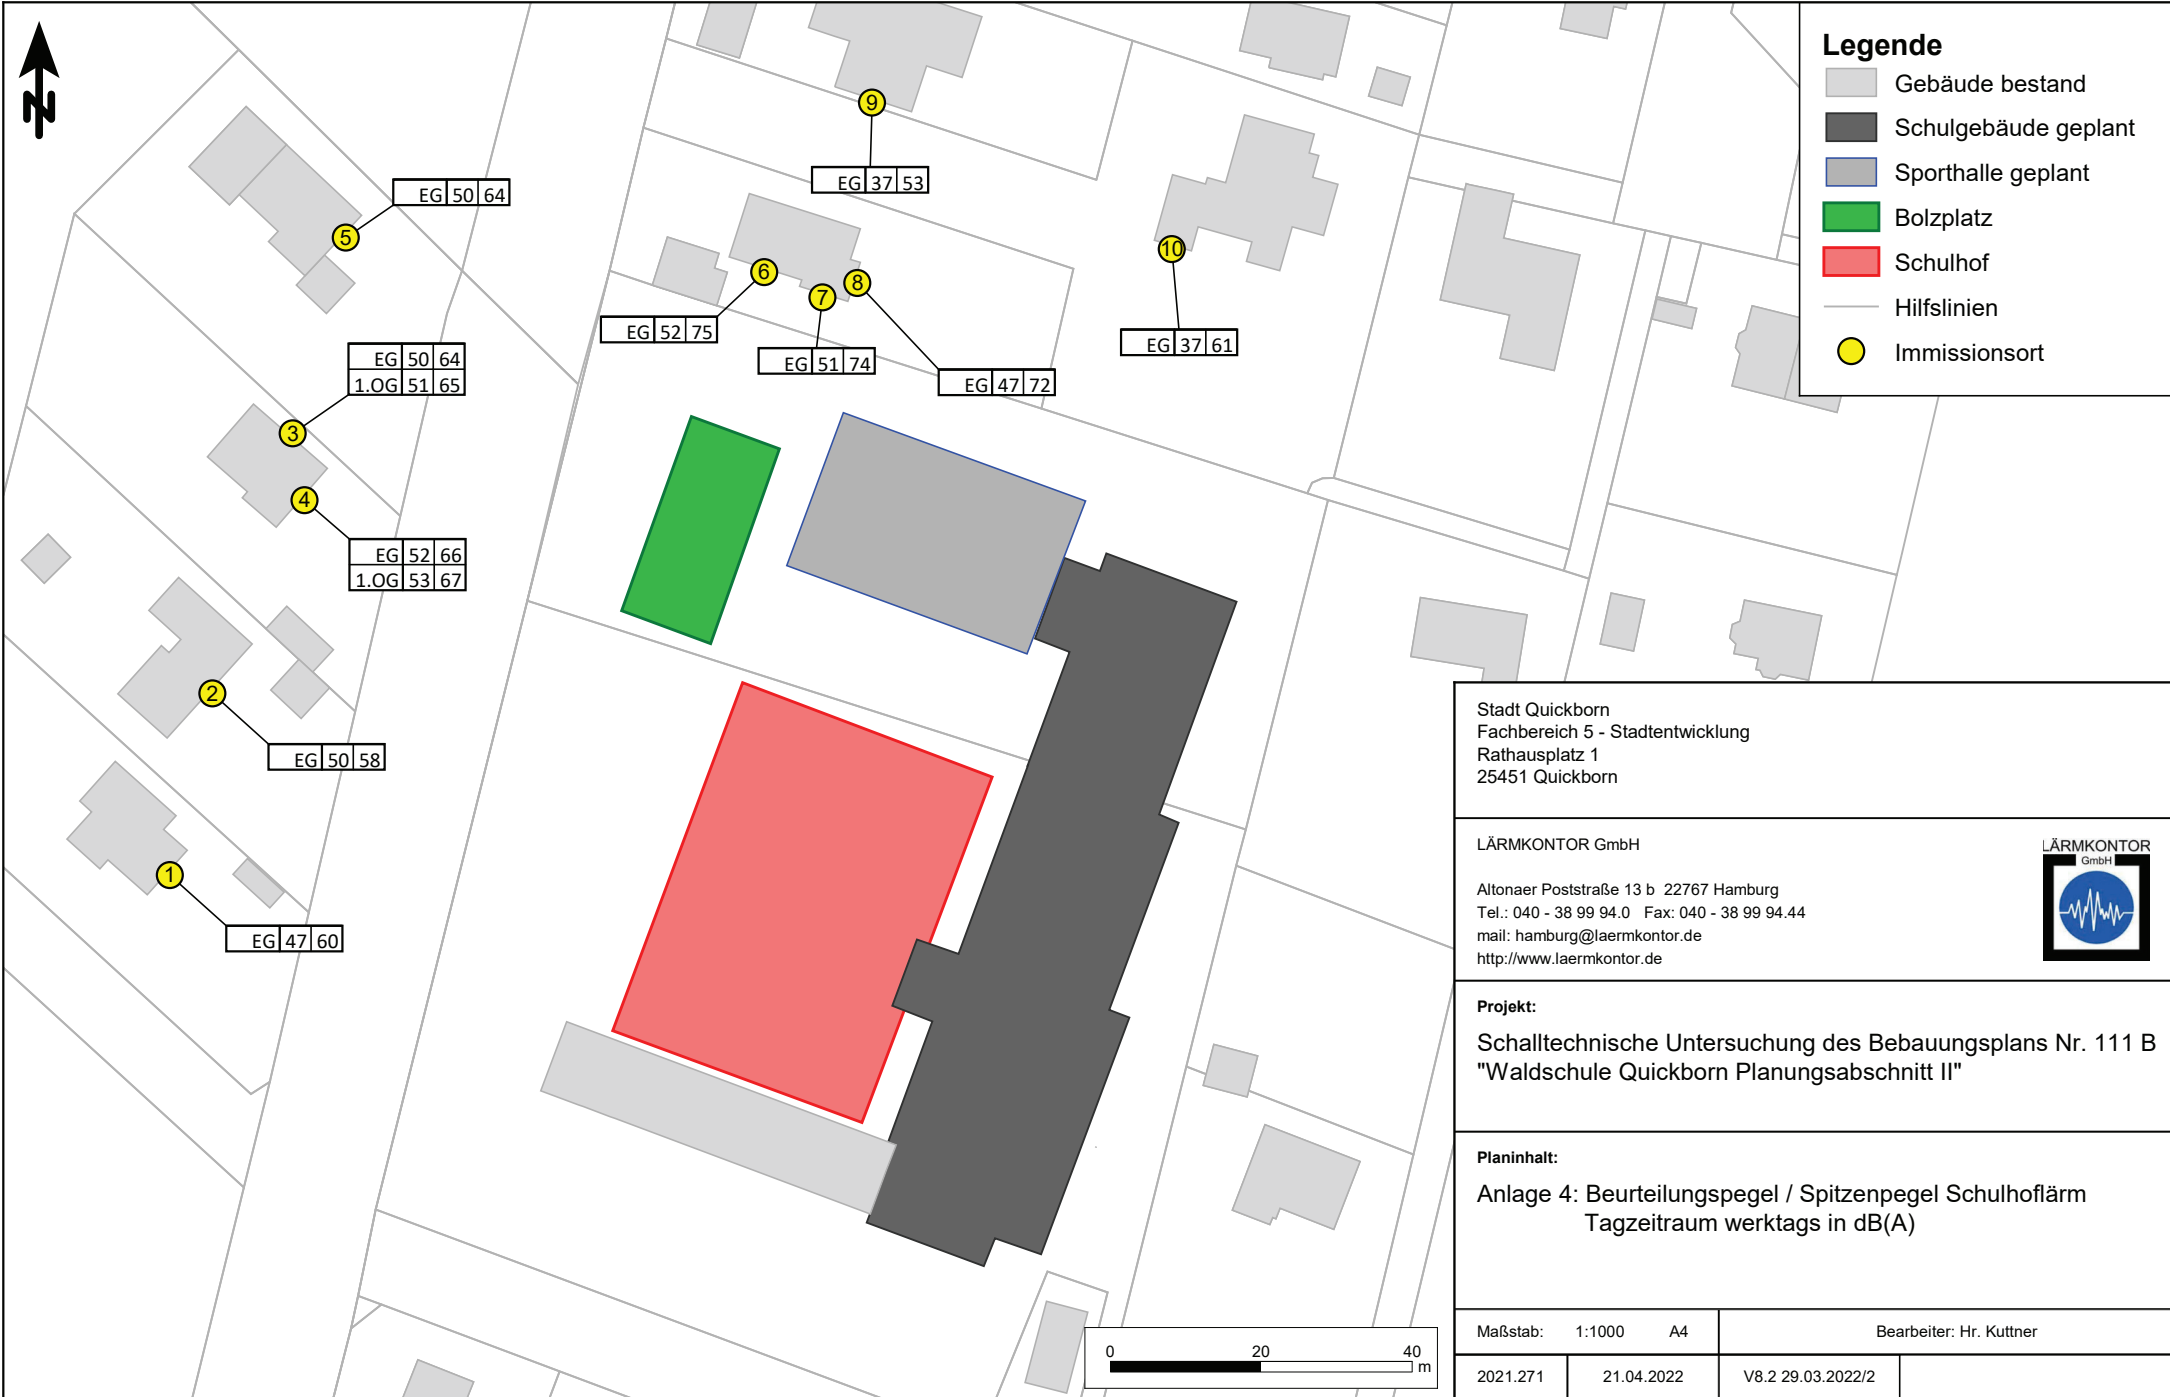 N
9
EG 37 53
5
EG 50 64
6
EG 52 75
7
EG 51 74
8
EG 47 72
10
EG 37 61
3
EG 50 64
1.OG 51 65
4
EG 52 66
1.OG 53 67
2
EG 50 58
1
EG 47 60
Legende
Gebäude bestand
Schulgebäude geplant
Sporthalle geplant
Bolzplatz
Schulhof
Hilfslinien
Immissionsort
Stadt Quickborn
Fachbereich 5 - Stadtentwicklung
Rathausplatz 1
25451 Quickborn
LÄRMKONTOR GmbH
Altonaer Poststraße 13 b 22767 Hamburg
Tel.: 040 - 38 99 94.0 Fax: 040 - 38 99 94.44
mail: hamburg@laermkontor.de
http://www.laermkontor.de
LÄRMKONTOR
GmbH
Projekt:
Schalltechnische Untersuchung des Bebauungsplans Nr. 111 B
"Waldschule Quickborn Planungsabschnitt II"
Planinhalt:
Anlage 4: Beurteilungspegel / Spitzenpegel Schulhoflärm
Tagzeitraum werktags in dB(A)
Maßstab: 1:1000 A4
Bearbeiter: Hr. Kuttner
2021.271 21.04.2022 V8.2 29.03.2022/2
0 20 40
m